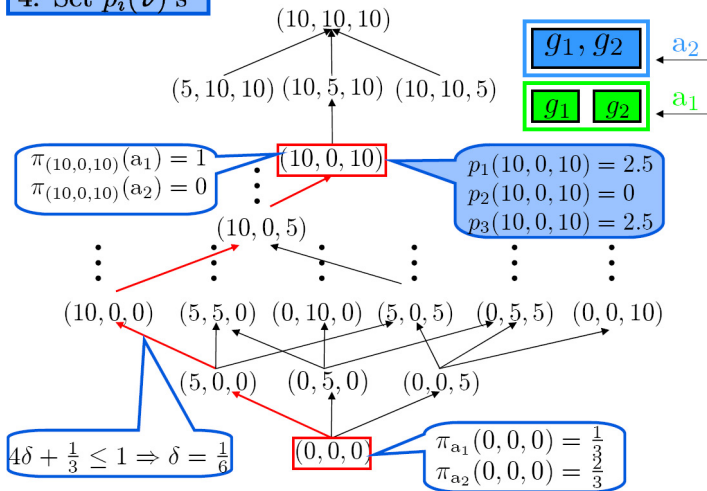 4. Set p_i(v)'s
(10, 10, 10)
(5, 10, 10) (10, 5, 10) (10, 10, 5)
g_1, g_2 a_2
g_1 g_2 a_1
π_{(10,0,10)}(a_1) = 1
π_{(10,0,10)}(a_2) = 0
(10, 0, 10)
p_1(10, 0, 10) = 2.5
p_2(10, 0, 10) = 0
p_3(10, 0, 10) = 2.5
(10, 0, 5)
(10, 0, 0) (5, 5, 0) (0, 10, 0) (5, 0, 5) (0, 5, 5) (0, 0, 10)
(5, 0, 0) (0, 5, 0) (0, 0, 5)
4δ + 1/3 ≤ 1 ⇒ δ = 1/6
(0, 0, 0)
π_{a_1}(0, 0, 0) = 1/3
π_{a_2}(0, 0, 0) = 2/3